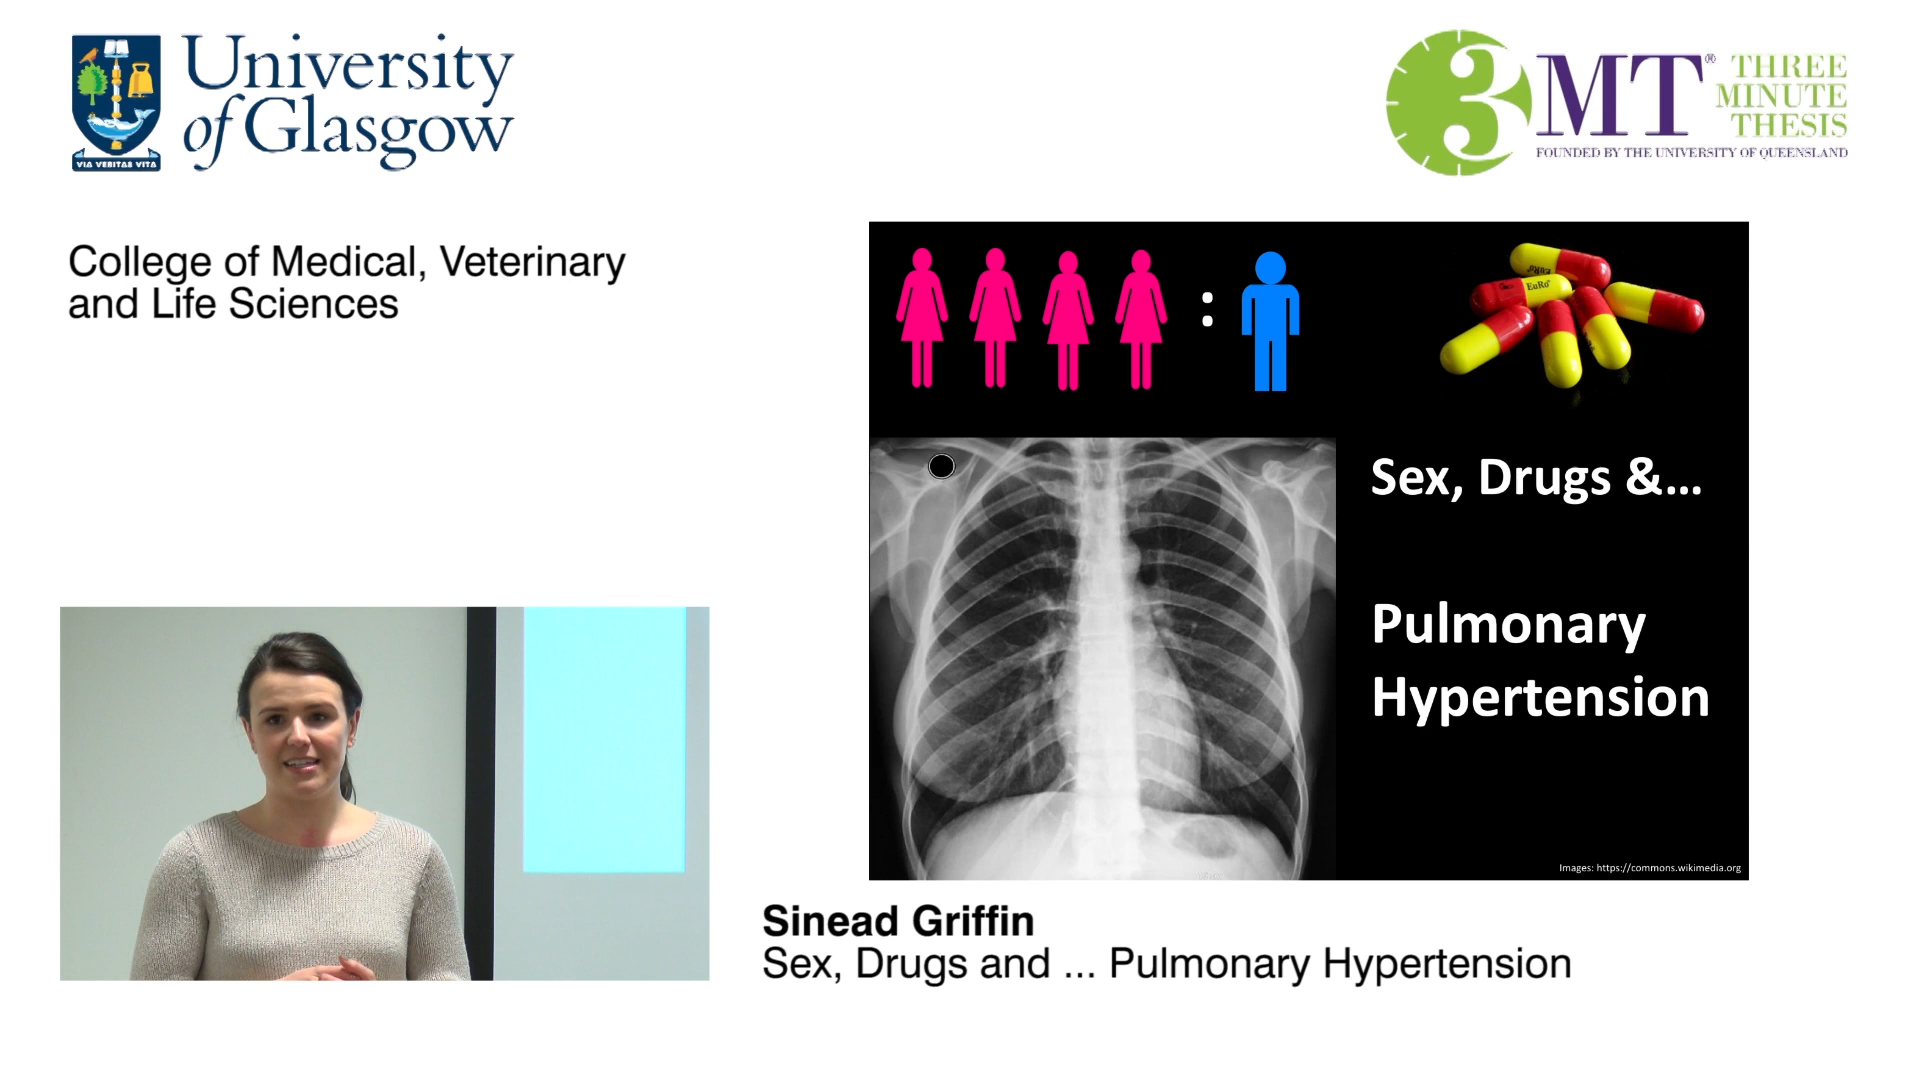 University
of Glasgow
VIA VERITAS VITA
3MT® THREE
MINUTE
THESIS
FOUNDED BY THE UNIVERSITY OF QUEENSLAND
College of Medical, Veterinary
and Life Sciences
:
EuRo
EuRo
Sex, Drugs &...
Pulmonary
Hypertension
Images: https://commons.wikimedia.org
Sinead Griffin
Sex, Drugs and ... Pulmonary Hypertension